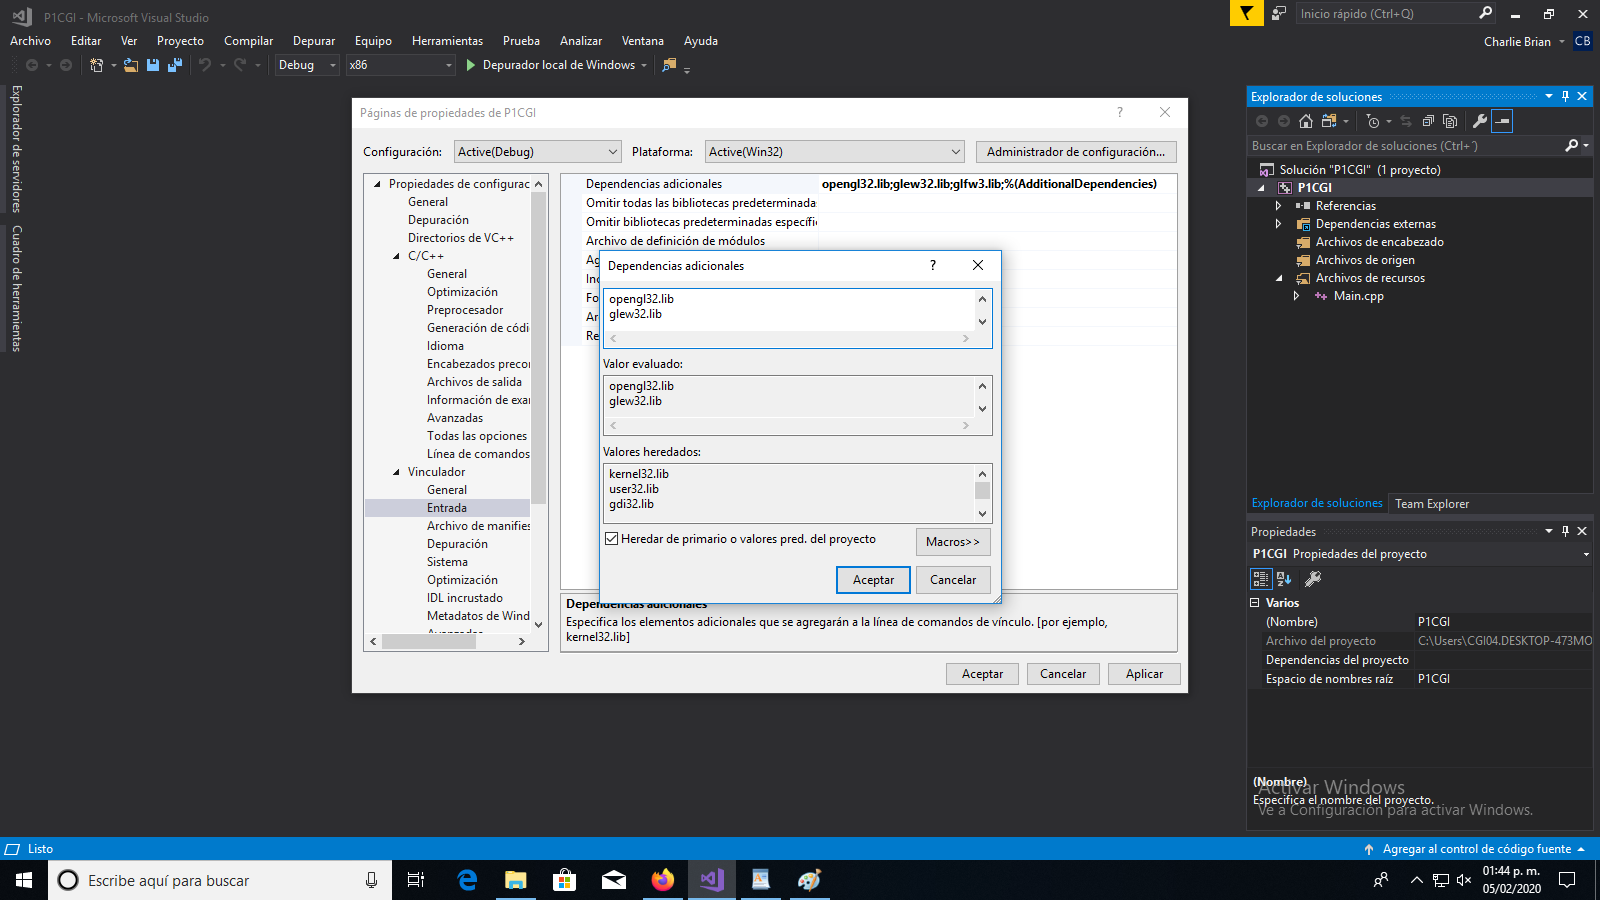 P1CGI - Microsoft Visual Studio
Inicio rápido (Ctrl+Q)
Archivo Editar Ver Proyecto Compilar Depurar Equipo Herramientas Prueba Analizar Ventana Ayuda
Charlie Brian CB
Debug x86 Depurador local de Windows
Explorador de servidores
Cuadro de herramientas
Páginas de propiedades de P1CGI ?
Configuración: Active(Debug) Plataforma: Active(Win32) Administrador de configuración...
Propiedades de configurac
General
Depuración
Directorios de VC++
C/C++
General
Optimización
Preprocesador
Generación de códi
Idioma
Encabezados preco
Archivos de salida
Información de exa
Avanzadas
Todas las opciones
Línea de comandos
Vinculador
General
Entrada
Archivo de manifies
Depuración
Sistema
Optimización
IDL incrustado
Metadatos de Wind
Avanzadas
Dependencias adicionales opengl32.lib;glew32.lib;glfw3.lib;%(AdditionalDependencies)
Omitir todas las bibliotecas predeterminada
Omitir bibliotecas predeterminadas específi
Archivo de definición de módulos
Ag
Inc
Fo
Ar
Re
Dependencias adicionales ?
opengl32.lib
glew32.lib
Valor evaluado:
opengl32.lib
glew32.lib
Valores heredados:
kernel32.lib
user32.lib
gdi32.lib
Heredar de primario o valores pred. del proyecto
Macros>>
Aceptar Cancelar
Dependencias adicionales
Especifica los elementos adicionales que se agregarán a la línea de comandos de vínculo. [por ejemplo,
kernel32.lib]
Aceptar Cancelar Aplicar
Explorador de soluciones
Buscar en Explorador de soluciones (Ctrl+´)
Solución "P1CGI" (1 proyecto)
P1CGI
Referencias
Dependencias externas
Archivos de encabezado
Archivos de origen
Archivos de recursos
Main.cpp
Explorador de soluciones Team Explorer
Propiedades
P1CGI Propiedades del proyecto
Varios
(Nombre) P1CGI
Archivo del proyecto C:\Users\CGI04.DESKTOP-473MO
Dependencias del proyecto
Espacio de nombres raíz P1CGI
(Nombre)
Especifica el nombre del proyecto.
Activar Windows
Ve a Configuración para activar Windows.
Listo
Agregar al control de código fuente
Escribe aquí para buscar
01:44 p. m.
05/02/2020